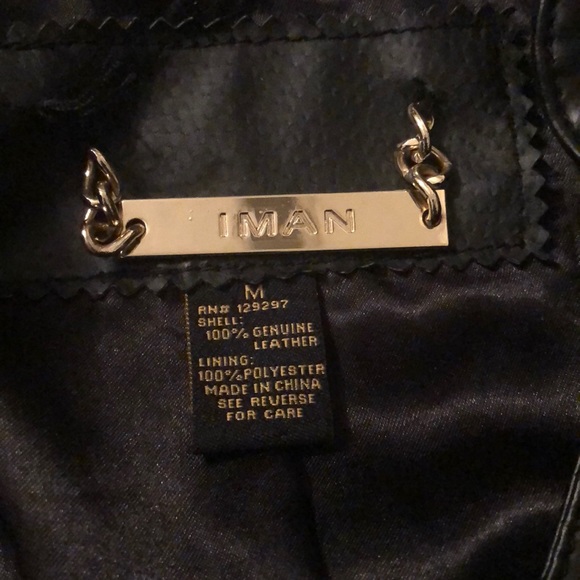 IMAN
M
RN# 129297
SHELL:
100% GENUINE
LEATHER
LINING:
100% POLYESTER
MADE IN CHINA
SEE REVERSE
FOR CARE